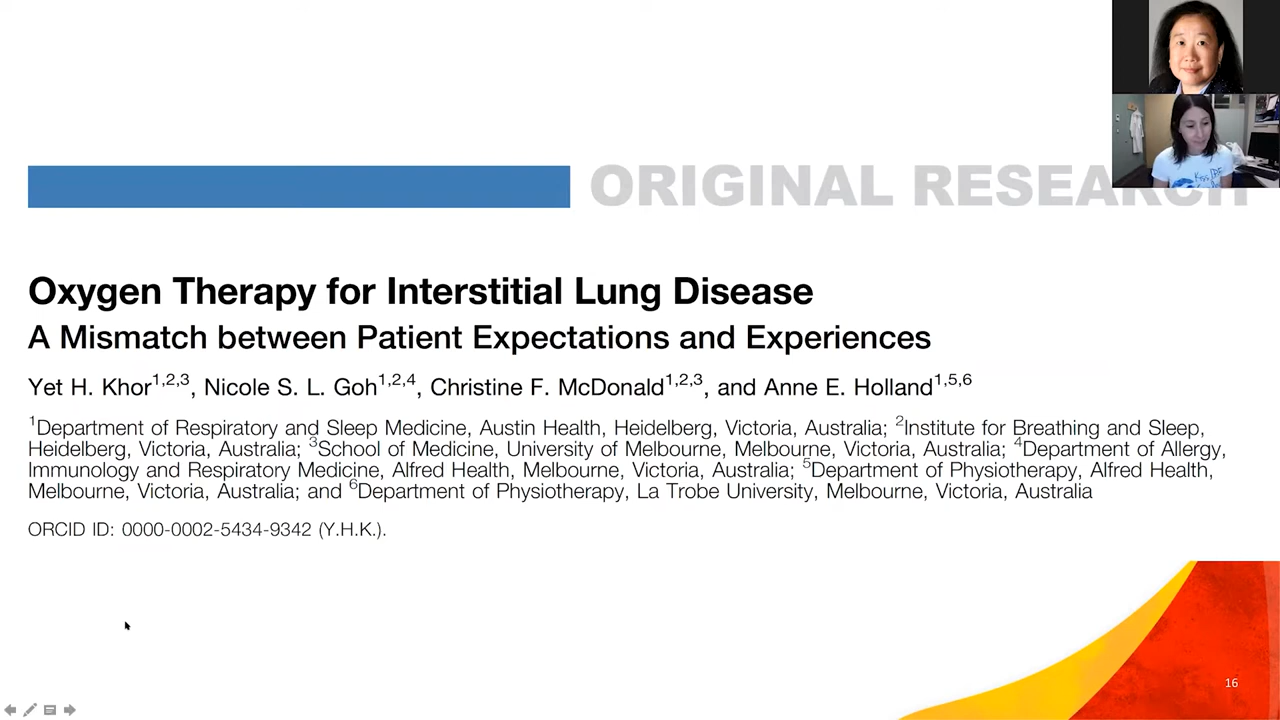 ORIGINAL RESEARCH
Oxygen Therapy for Interstitial Lung Disease
A Mismatch between Patient Expectations and Experiences
Yet H. Khor1,2,3, Nicole S. L. Goh1,2,4, Christine F. McDonald1,2,3, and Anne E. Holland1,5,6
1Department of Respiratory and Sleep Medicine, Austin Health, Heidelberg, Victoria, Australia; 2Institute for Breathing and Sleep,
Heidelberg, Victoria, Australia; 3School of Medicine, University of Melbourne, Melbourne, Victoria, Australia; 4Department of Allergy,
Immunology and Respiratory Medicine, Alfred Health, Melbourne, Victoria, Australia; 5Department of Physiotherapy, Alfred Health,
Melbourne, Victoria, Australia; and 6Department of Physiotherapy, La Trobe University, Melbourne, Victoria, Australia
ORCID ID: 0000-0002-5434-9342 (Y.H.K.).
16